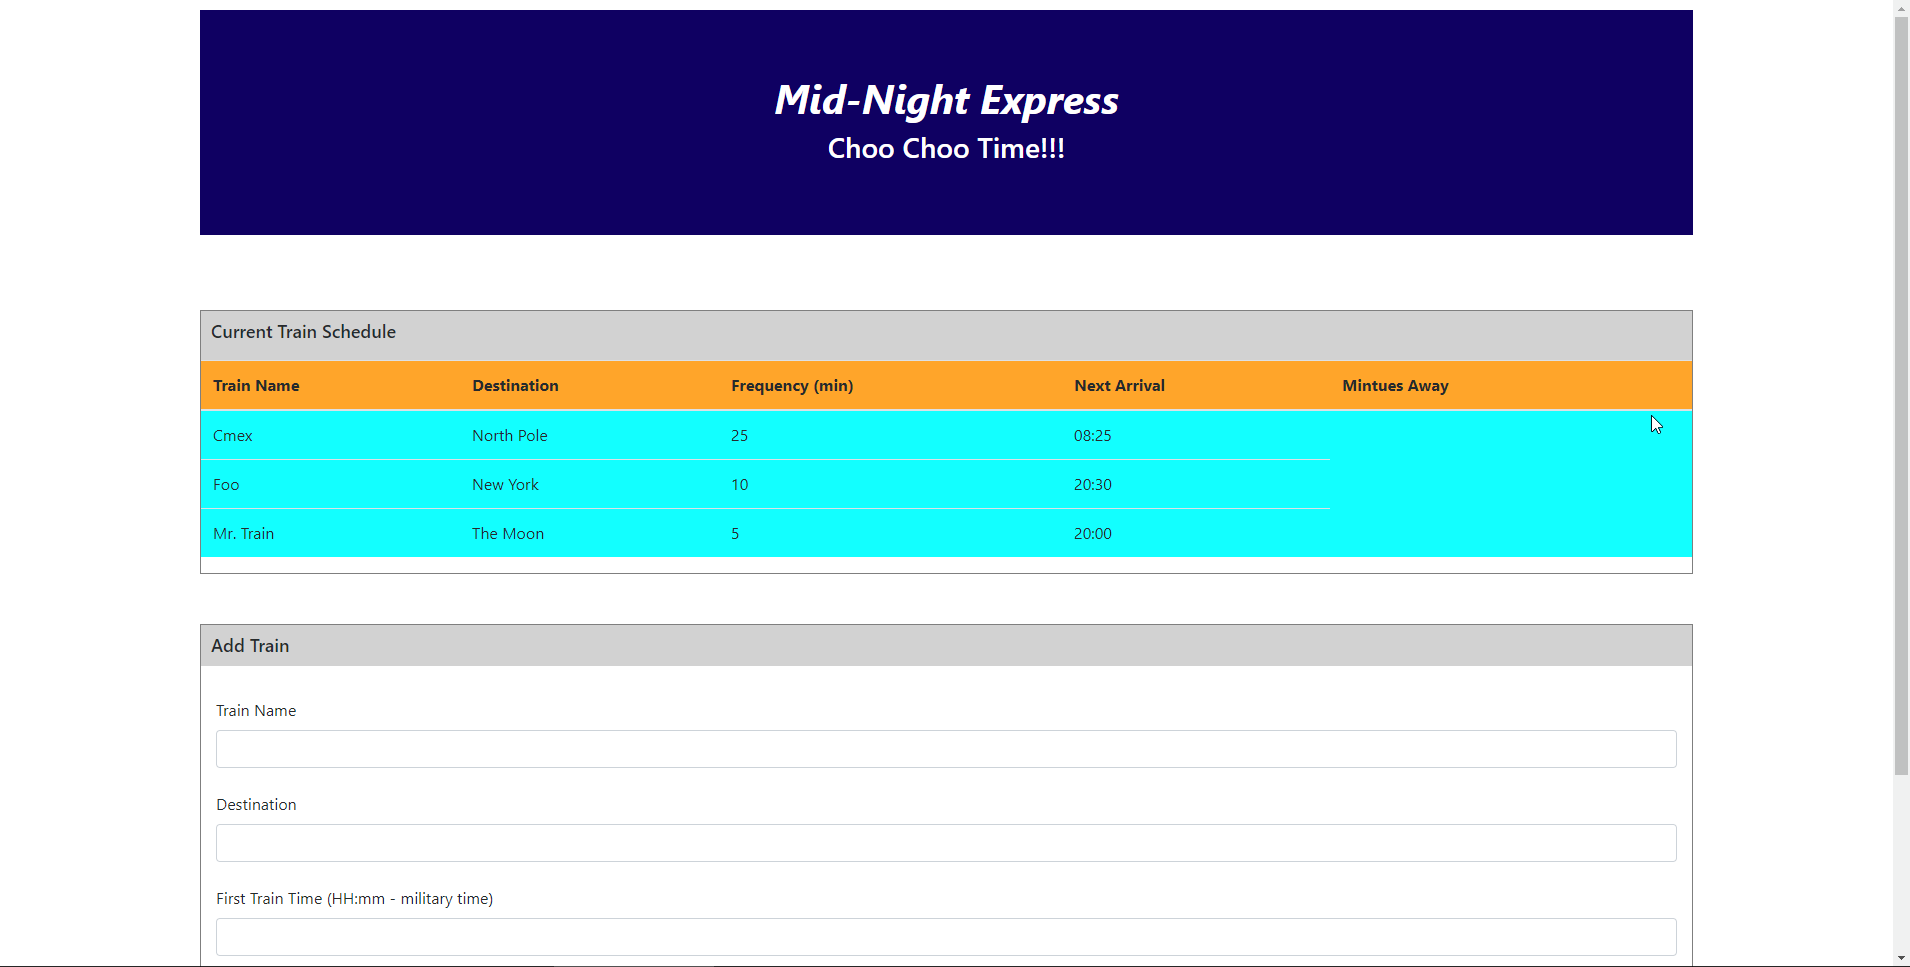 Mid-Night Express
Choo Choo Time!!!
Current Train Schedule
Train Name Destination Frequency (min) Next Arrival Mintues Away
Cmex North Pole 25 08:25
Foo New York 10 20:30
Mr. Train The Moon 5 20:00
Add Train
Train Name
Destination
First Train Time (HH:mm - military time)